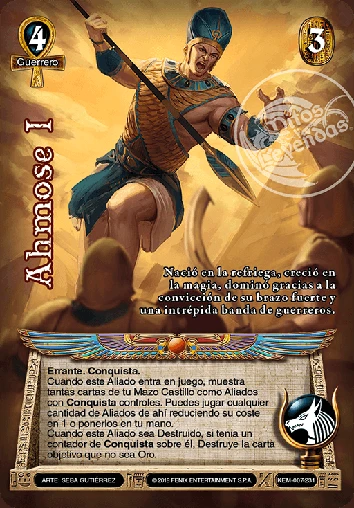 4
Guerrero
3
Mitos
Leyendas
Ahmose I
Nació en la refriega, creció en
la magia, dominó gracias a la
convicción de su brazo fuerte y
una intrépida banda de guerreros.
Errante. Conquista.
Cuando este Aliado entra en juego, muestra
tantas cartas de tu Mazo Castillo como Aliados
con Conquista controles. Puedes jugar cualquier
cantidad de Aliados de ahí reduciendo su coste
en 1 o ponerlos en tu mano.
Cuando este Aliado sea Destruido, si tenía un
contador de Conquista sobre él, Destruye la carta
objetivo que no sea Oro.
ARTE: SEBA GUTIERREZ
FENIX ENTERTAINMENT S.P.A.
KEM-007/231